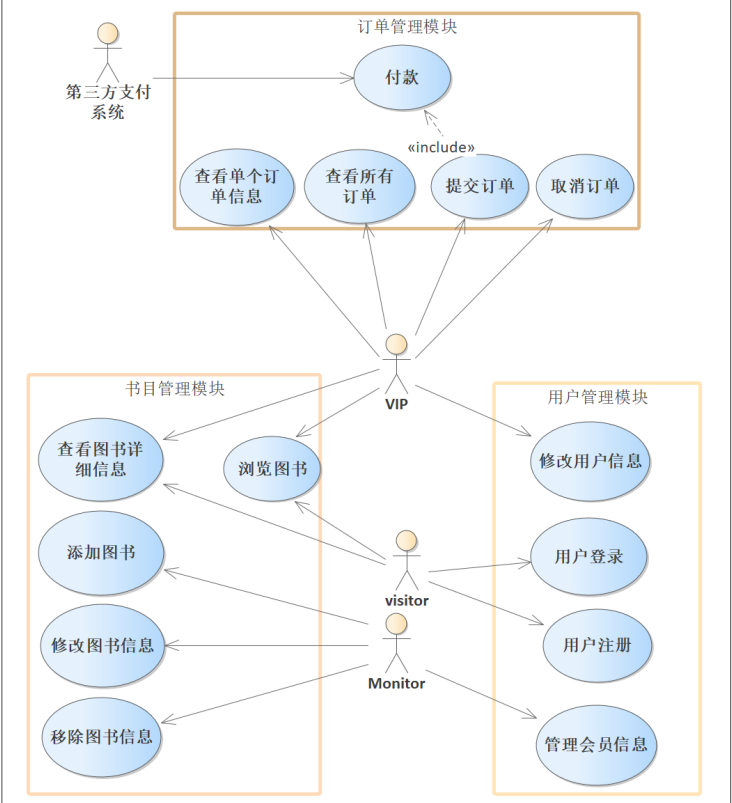 订单管理模块
付款
第三方支付
系统
«include»
查看单个订
单信息
查看所有
订单
提交订单
取消订单
VIP
书目管理模块
查看图书详
细信息
浏览图书
添加图书
修改图书信息
移除图书信息
visitor
Monitor
用户管理模块
修改用户信息
用户登录
用户注册
管理会员信息